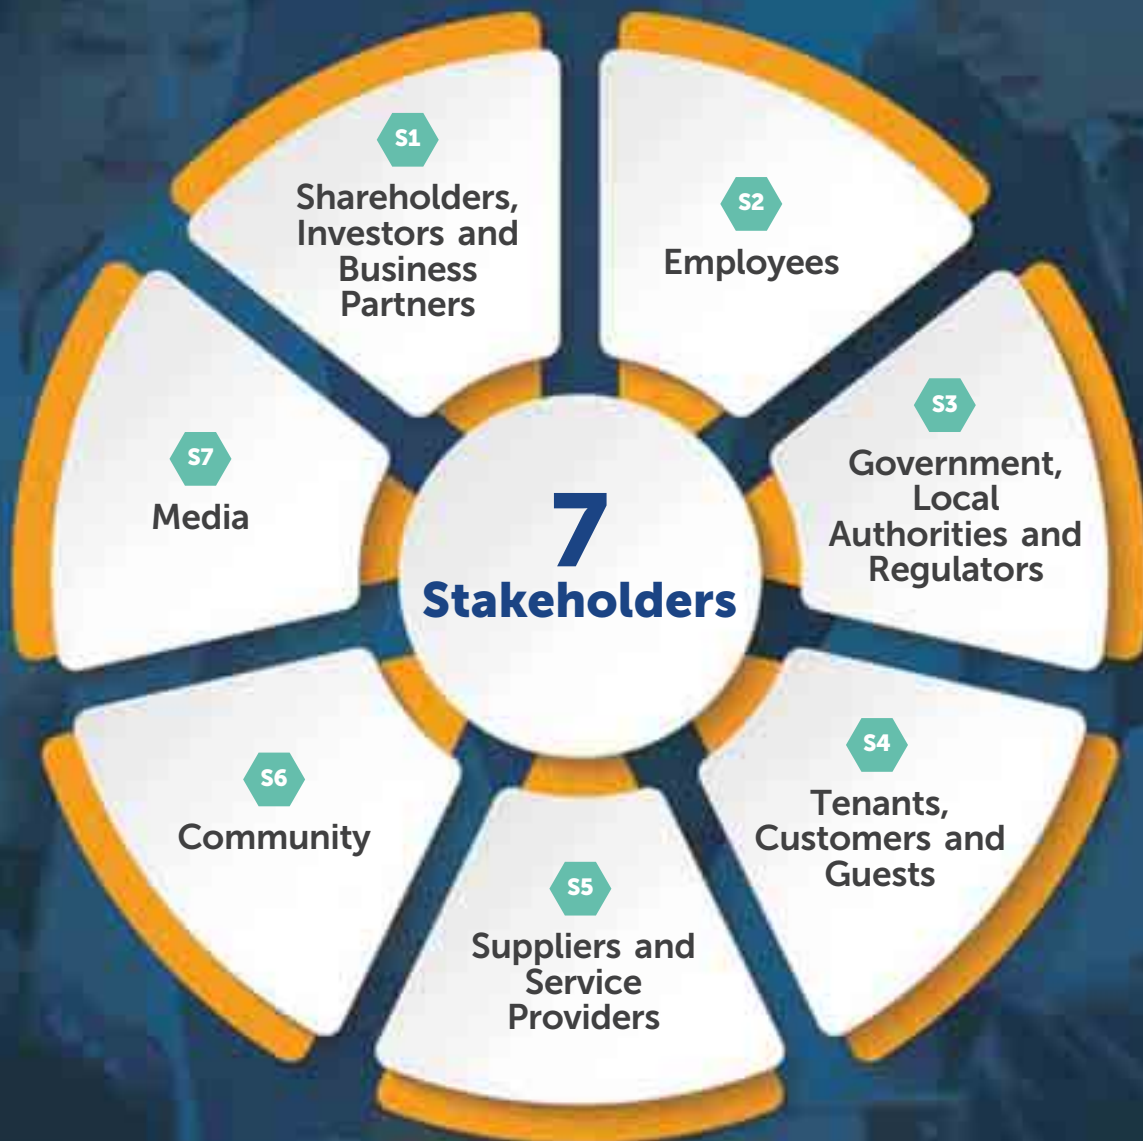 7
Stakeholders
S1
Shareholders,
Investors and
Business
Partners
S2
Employees
S3
Government,
Local
Authorities and
Regulators
S4
Tenants,
Customers and
Guests
S5
Suppliers and
Service
Providers
S6
Community
S7
Media